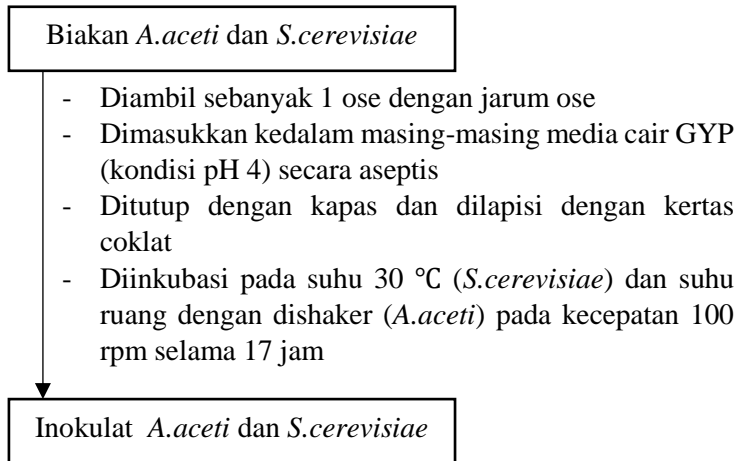 Biakan A.aceti dan S.cerevisiae
- Diambil sebanyak 1 ose dengan jarum ose
- Dimasukkan kedalam masing-masing media cair GYP
(kondisi pH 4) secara aseptis
- Ditutup dengan kapas dan dilapisi dengan kertas
coklat
- Diinkubasi pada suhu 30 ℃ (S.cerevisiae) dan suhu
ruang dengan dishaker (A.aceti) pada kecepatan 100
rpm selama 17 jam
Inokulat A.aceti dan S.cerevisiae